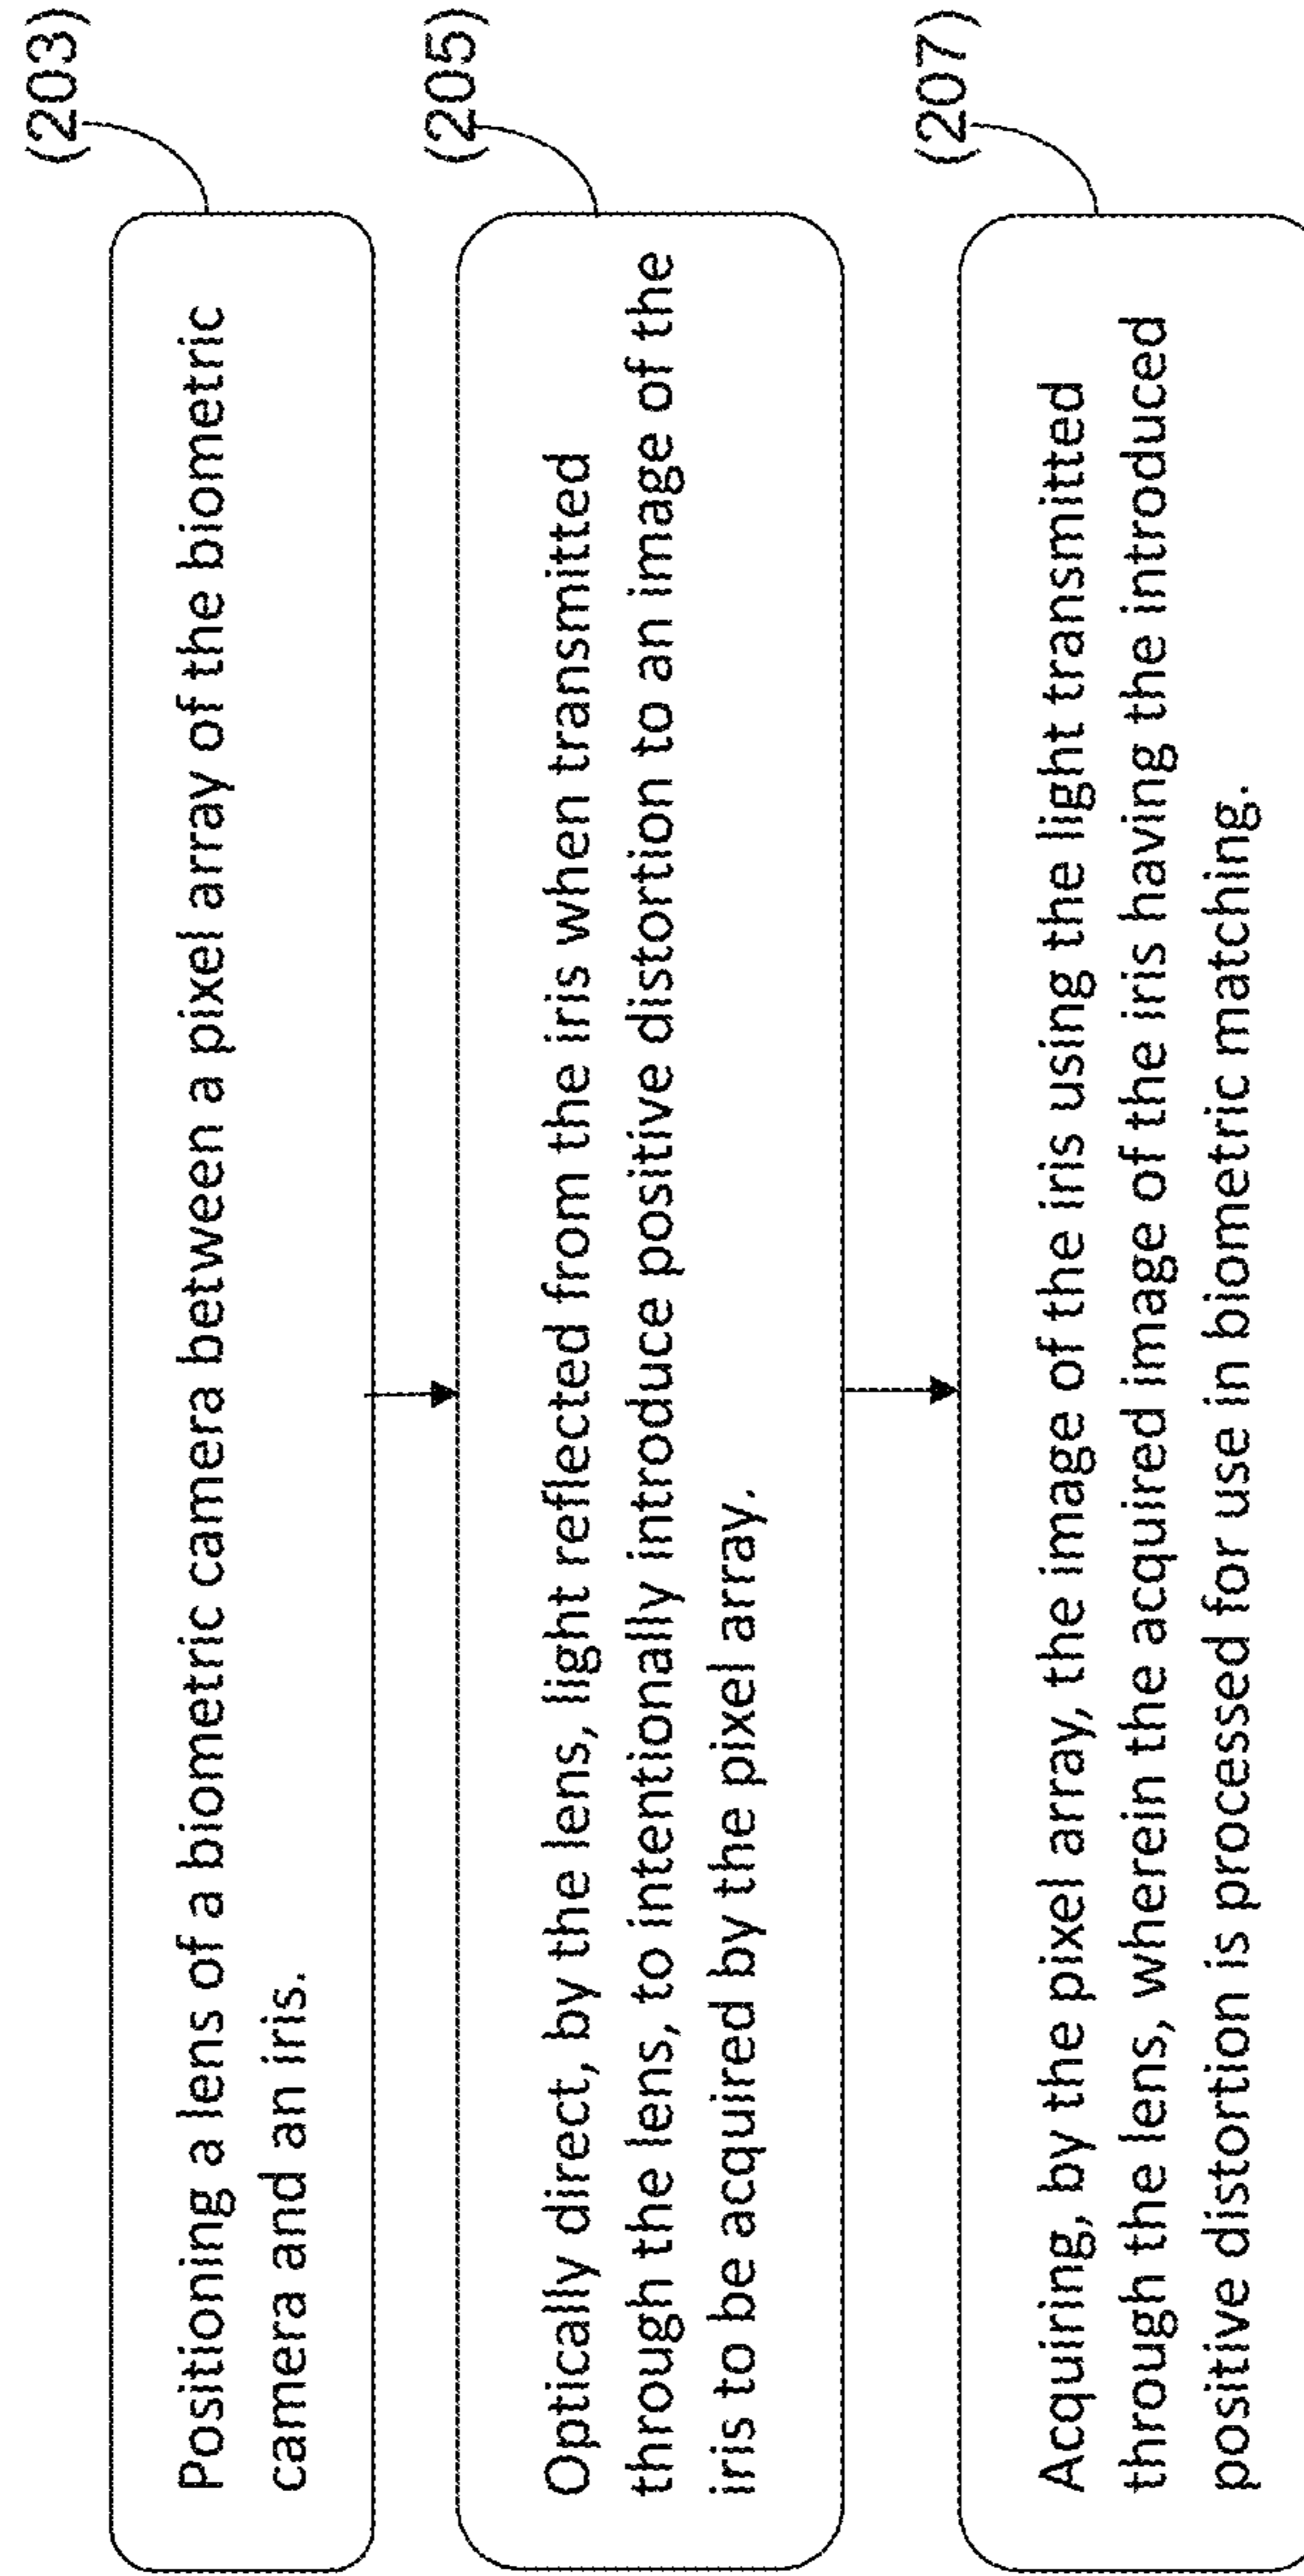 (203)
Positioning a lens of a biometric camera between a pixel array of the biometric
camera and an iris.
(205)
Optically direct, by the lens, light reflected from the iris when transmitted
through the lens, to intentionally introduce positive distortion to an image of the
iris to be acquired by the pixel array.
(207)
Acquiring, by the pixel array, the image of the iris using the light transmitted
through the lens, wherein the acquired image of the iris having the introduced
positive distortion is processed for use in biometric matching.